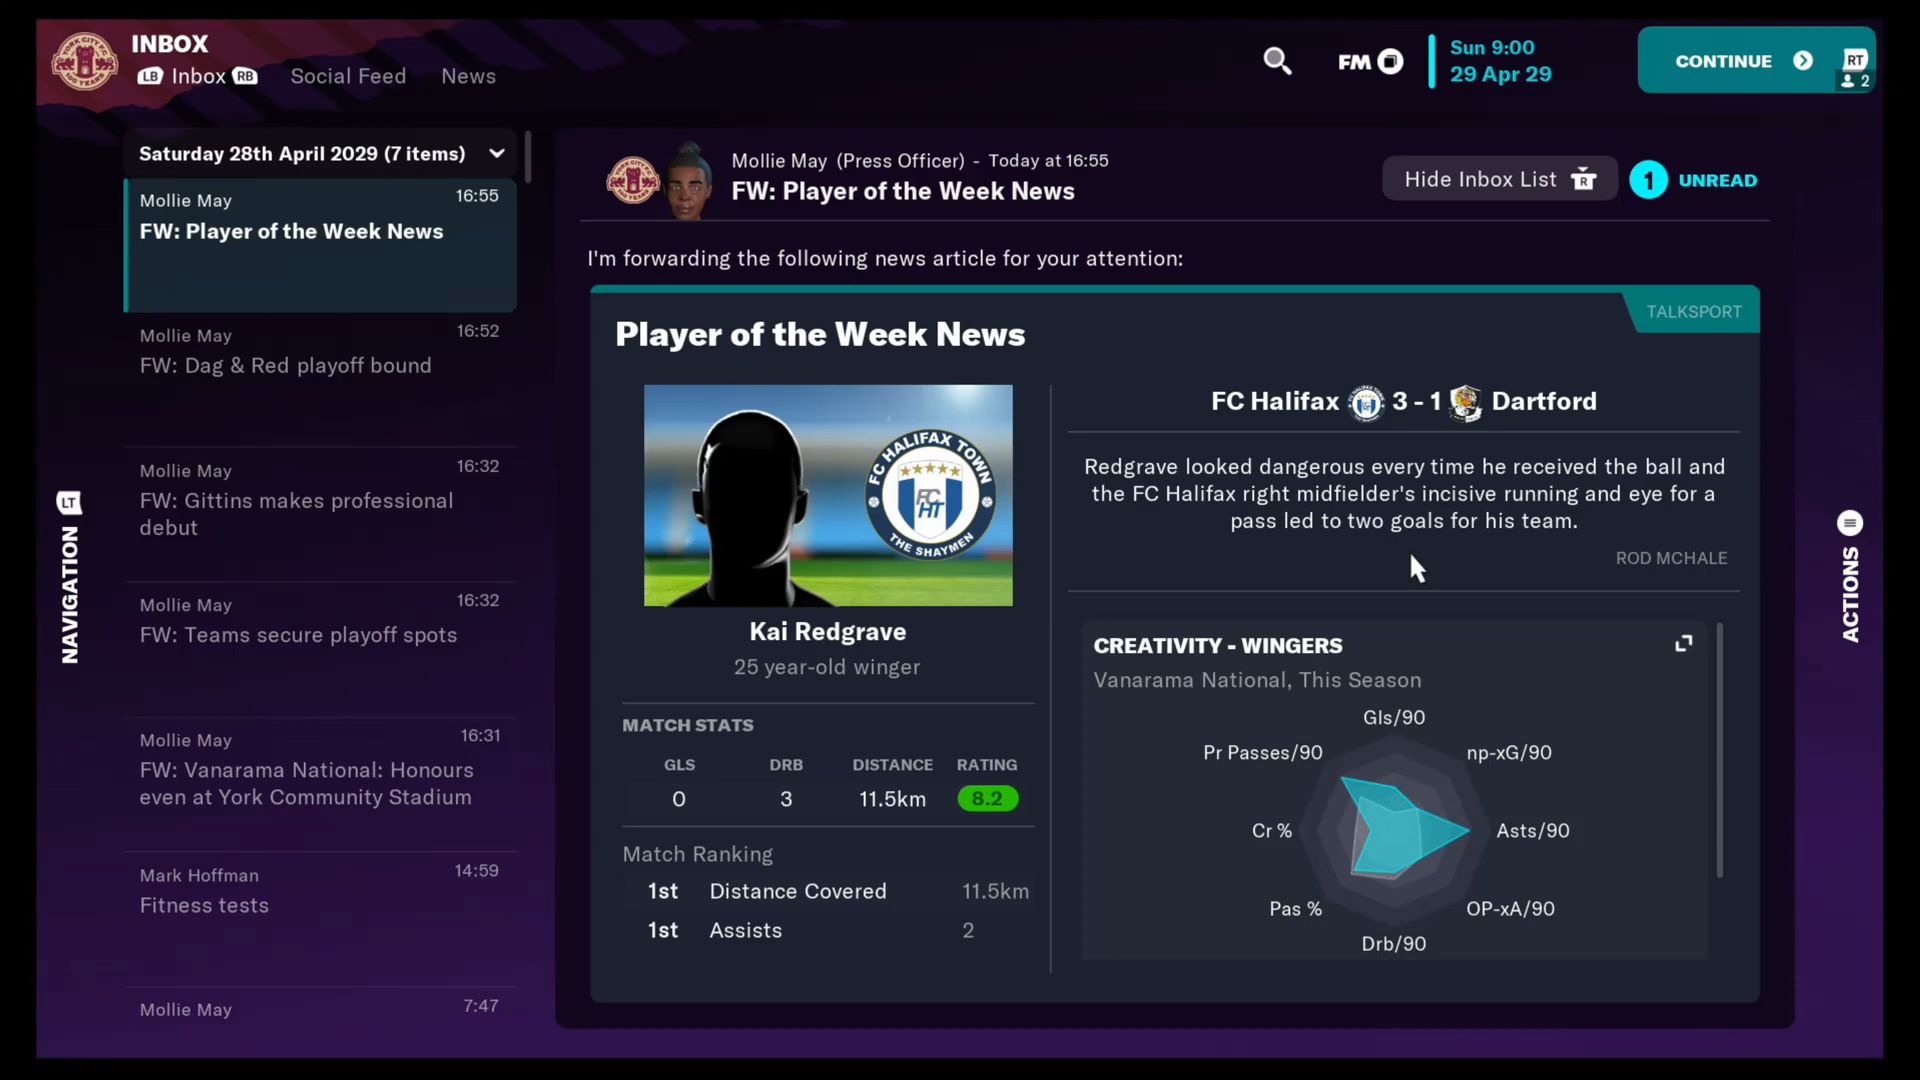 INBOX
LB Inbox RB Social Feed News
FM
Sun 9:00
29 Apr 29
CONTINUE
RT
2
YORK CITY F.C.
100 YEARS
Saturday 28th April 2029 (7 items)
Mollie May 16:55
FW: Player of the Week News
Mollie May 16:52
FW: Dag & Red playoff bound
Mollie May 16:32
FW: Gittins makes professional
debut
Mollie May 16:32
FW: Teams secure playoff spots
Mollie May 16:31
FW: Vanarama National: Honours
even at York Community Stadium
Mark Hoffman 14:59
Fitness tests
Mollie May 7:47
LT
NAVIGATION
Mollie May (Press Officer) - Today at 16:55
FW: Player of the Week News
Hide Inbox List R
1 UNREAD
I'm forwarding the following news article for your attention:
TALKSPORT
Player of the Week News
FC HALIFAX TOWN
FC
HT
THE SHAYMEN
Kai Redgrave
25 year-old winger
MATCH STATS
GLS DRB DISTANCE RATING
0 3 11.5km 8.2
Match Ranking
1st Distance Covered 11.5km
1st Assists 2
FC Halifax 3 - 1 Dartford
Redgrave looked dangerous every time he received the ball and
the FC Halifax right midfielder's incisive running and eye for a
pass led to two goals for his team.
ROD MCHALE
CREATIVITY - WINGERS
Vanarama National, This Season
Gls/90
Pr Passes/90 np-xG/90
Cr % Asts/90
Pas % OP-xA/90
Drb/90
ACTIONS